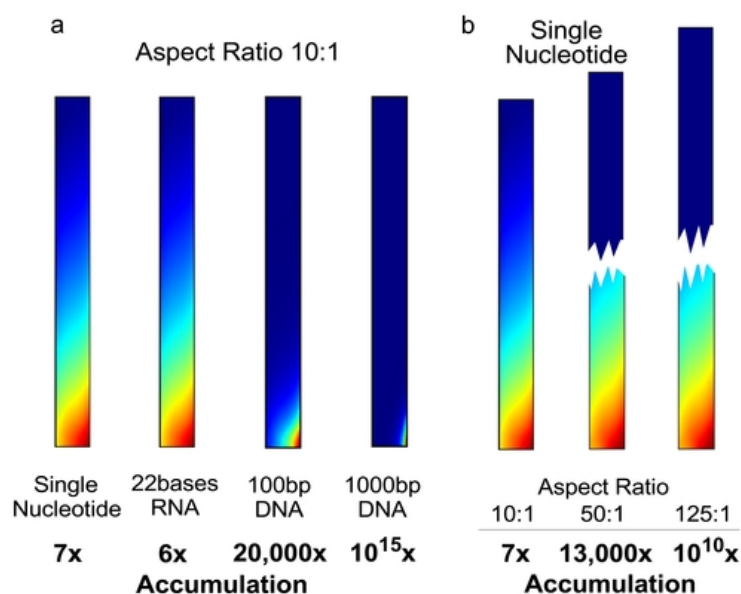 a
Aspect Ratio 10:1
Single Nucleotide
22bases RNA
100bp DNA
1000bp DNA
7x 6x 20,000x 10¹⁵x
Accumulation
b
Single
Nucleotide
Aspect Ratio
10:1 50:1 125:1
7x 13,000x 10¹⁰x
Accumulation